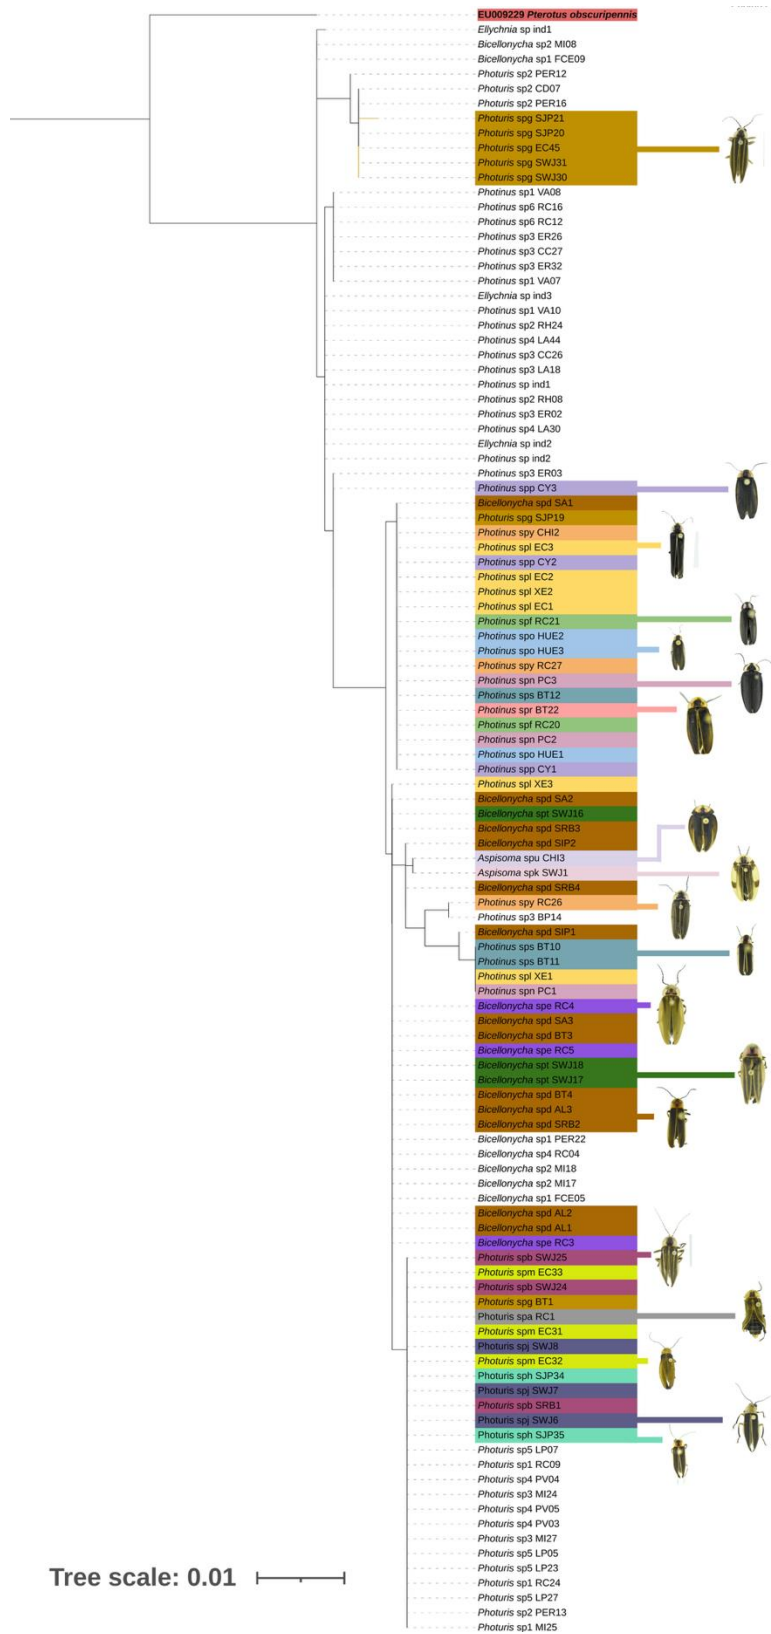 EU009229 Pterotus obscuripennis
Ellychnia sp ind1
Bicellonycha sp2 MI08
Bicellonycha sp1 FCE09
Photuris sp2 PER12
Photuris sp2 CD07
Photuris sp2 PER16
Photuris spg SJP21
Photuris spg SJP20
Photuris spg EC45
Photuris spg SWJ31
Photuris spg SWJ30
Photinus sp1 VA08
Photinus sp6 RC16
Photinus sp6 RC12
Photinus sp3 ER26
Photinus sp3 CC27
Photinus sp3 ER32
Photinus sp1 VA07
Ellychnia sp ind3
Photinus sp1 VA10
Photinus sp2 RH24
Photinus sp4 LA44
Photinus sp3 CC26
Photinus sp3 LA18
Photinus sp ind1
Photinus sp2 RH08
Photinus sp3 ER02
Photinus sp4 LA30
Ellychnia sp ind2
Photinus sp ind2
Photinus sp3 ER03
Photinus spp CY3
Bicellonycha spd SA1
Photuris spg SJP19
Photinus spy CHI2
Photinus spl EC3
Photinus spp CY2
Photinus spl EC2
Photinus spl XE2
Photinus spl EC1
Photinus spf RC21
Photinus spo HUE2
Photinus spo HUE3
Photinus spy RC27
Photinus spn PC3
Photinus sps BT12
Photinus spr BT22
Photinus spf RC20
Photinus spn PC2
Photinus spo HUE1
Photinus spp CY1
Photinus spl XE3
Bicellonycha spd SA2
Bicellonycha spt SWJ16
Bicellonycha spd SRB3
Bicellonycha spd SIP2
Aspisoma spu CHI3
Aspisoma spk SWJ1
Bicellonycha spd SRB4
Photinus spy RC26
Photinus sp3 BP14
Bicellonycha spd SIP1
Photinus sps BT10
Photinus sps BT11
Photinus spl XE1
Photinus spn PC1
Bicellonycha spe RC4
Bicellonycha spd SA3
Bicellonycha spd BT3
Bicellonycha spe RC5
Bicellonycha spt SWJ18
Bicellonycha spt SWJ17
Bicellonycha spd BT4
Bicellonycha spd AL3
Bicellonycha spd SRB2
Bicellonycha sp1 PER22
Bicellonycha sp4 RC04
Bicellonycha sp2 MI18
Bicellonycha sp2 MI17
Bicellonycha sp1 FCE05
Bicellonycha spd AL2
Bicellonycha spd AL1
Bicellonycha spe RC3
Photuris spb SWJ25
Photuris spm EC33
Photuris spb SWJ24
Photuris spg BT1
Photuris spa RC1
Photuris spm EC31
Photuris spj SWJ8
Photuris spm EC32
Photuris sph SJP34
Photuris spj SWJ7
Photuris spb SRB1
Photuris spj SWJ6
Photuris sph SJP35
Photuris sp5 LP07
Photuris sp1 RC09
Photuris sp4 PV04
Photuris sp3 MI24
Photuris sp4 PV05
Photuris sp4 PV03
Photuris sp3 MI27
Photuris sp5 LP05
Photuris sp5 LP23
Photuris sp1 RC24
Photuris sp5 LP27
Photuris sp2 PER13
Photuris sp1 MI25
Tree scale: 0.01